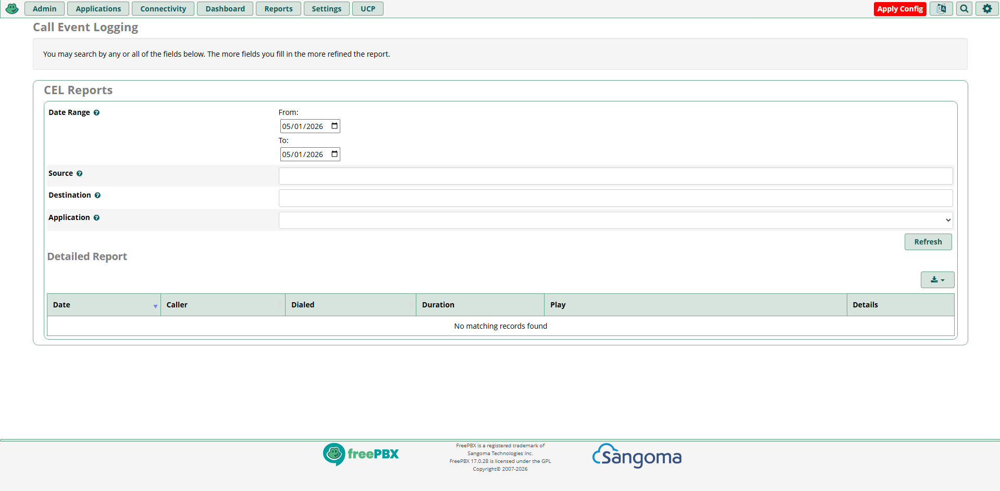 Admin Applications Connectivity Dashboard Reports Settings UCP Apply Config
Call Event Logging
You may search by any or all of the fields below. The more fields you fill in the more refined the report.
CEL Reports
Date Range
From:
05/01/2026
To:
05/01/2026
Source
Destination
Application
Refresh
Detailed Report
Date Caller Dialed Duration Play Details
No matching records found
freePBX
FreePBX is a registered trademark of
Sangoma Technologies Inc.
FreePBX 17.0.28 is licensed under the GPL
Copyright© 2007-2026
Sangoma